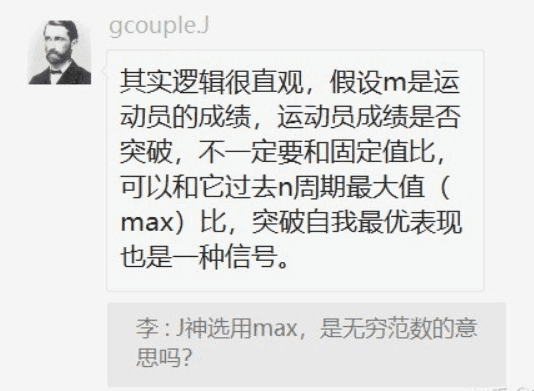 gcouple.J
其实逻辑很直观，假设m是运
动员的成绩，运动员成绩是否
突破，不一定要和固定值比，
可以和它过去n周期最大值（
max）比，突破自我最优表现
也是一种信号。
李 : J神选用max，是无穷范数的意
思吗？